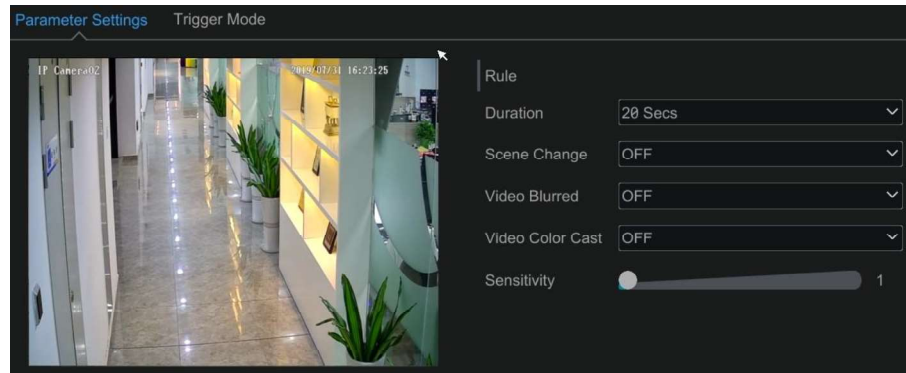 Parameter Settings Trigger Mode
IP Camera02 2019/07/31 16:23:25
Rule
Duration 20 Secs
Scene Change OFF
Video Blurred OFF
Video Color Cast OFF
Sensitivity 1